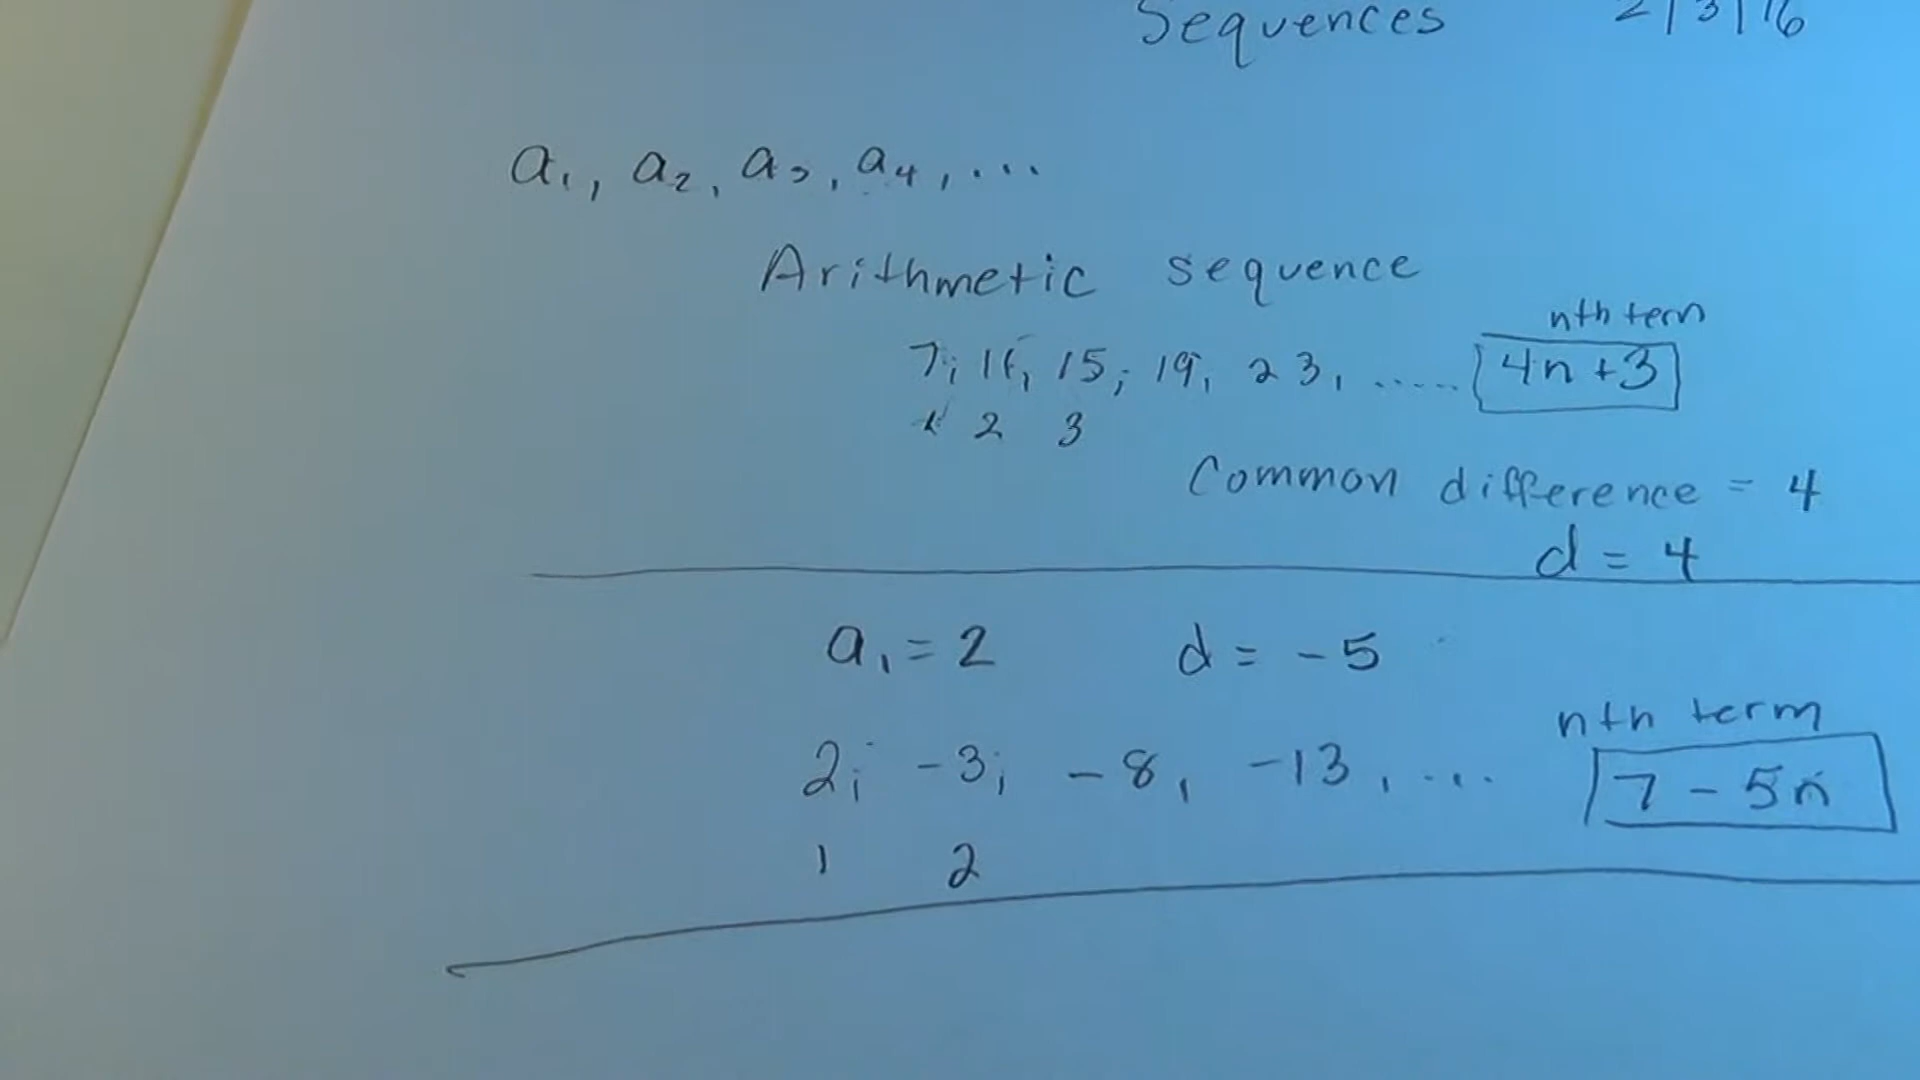 Sequences 2/3/16
a₁, a₂, a₃, a₄, ...
Arithmetic sequence
nth term
7, 11, 15, 19, 23, ..... 4n + 3
1 2 3
Common difference = 4
d = 4
a₁ = 2 d = -5
nth term
2, -3, -8, -13, ... 7 - 5n
1 2